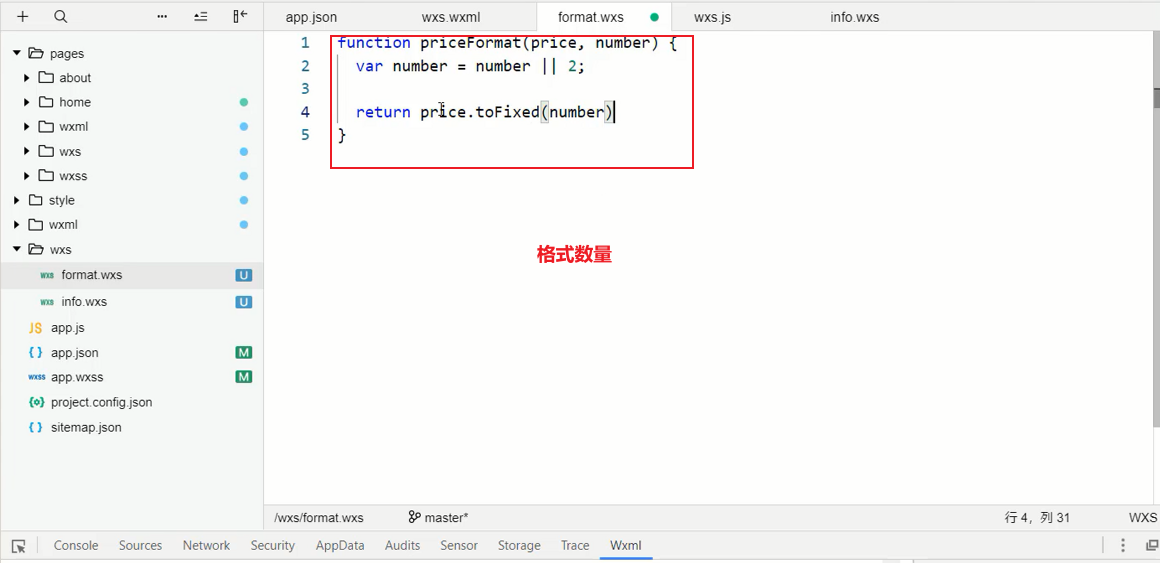 app.json wxs.wxml format.wxs wxs.js info.wxs
pages
about
home
wxml
wxs
wxss
style
wxml
wxs
wxs format.wxs U
wxs info.wxs U
JS app.js
{ } app.json M
wxss app.wxss M
{o} project.config.json
{ } sitemap.json
1 function priceFormat(price, number) {
2 var number = number || 2;
3
4 return price.toFixed(number)
5 }
格式数量
/wxs/format.wxs master* 行 4，列 31 WXS
Console Sources Network Security AppData Audits Sensor Storage Trace Wxml